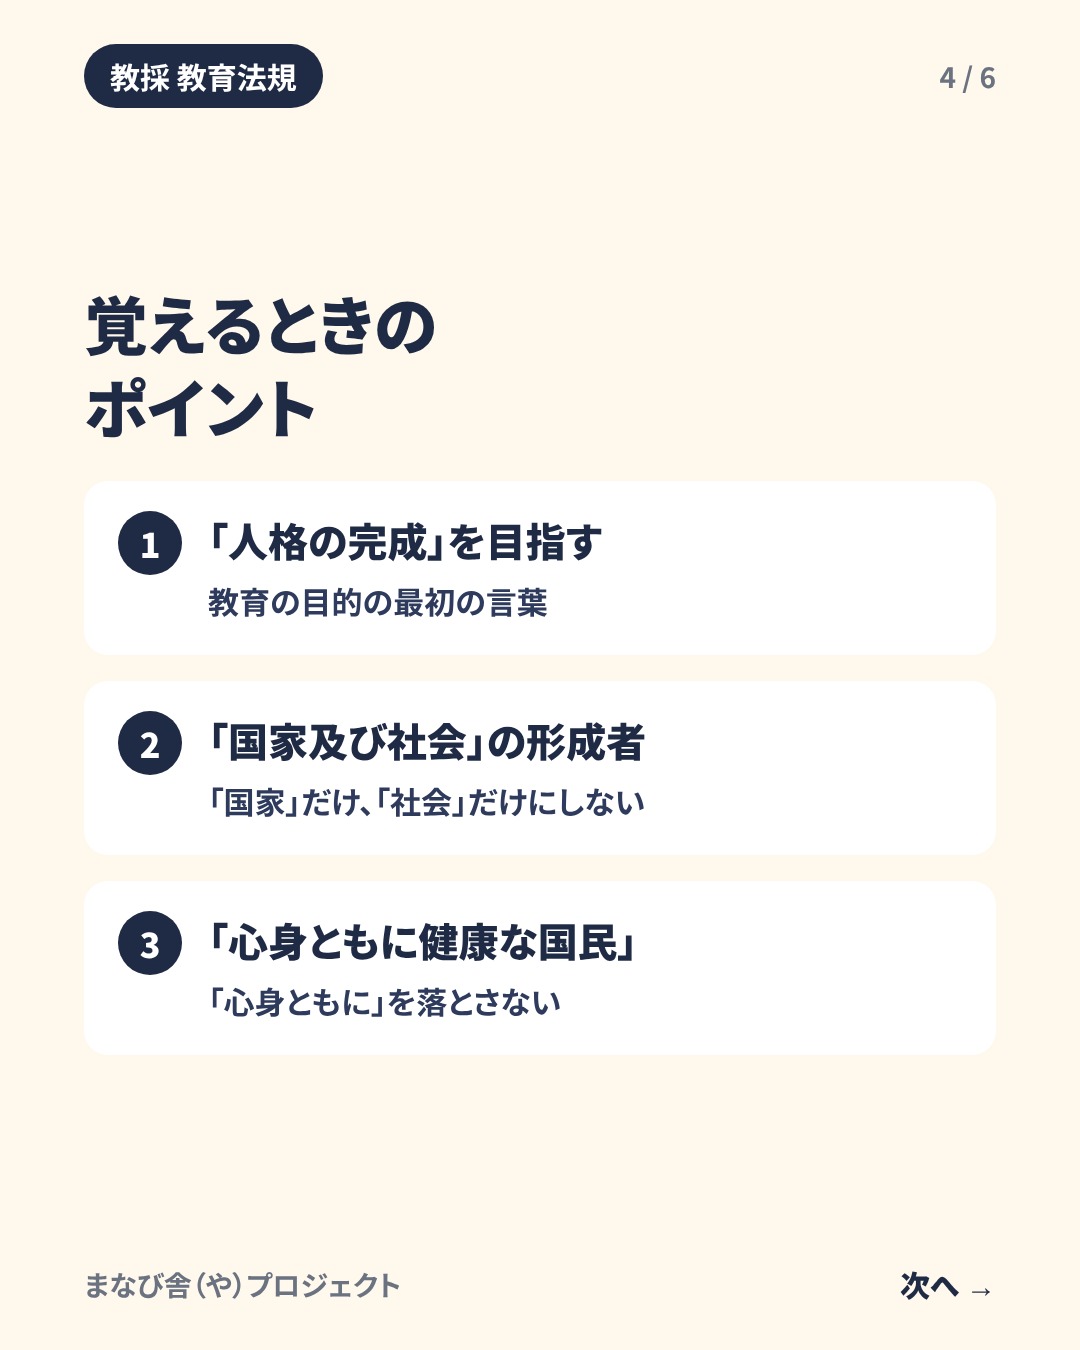 教採 教育法規
4 / 6
覚えるときの
ポイント
1 「人格の完成」を目指す
教育の目的の最初の言葉
2 「国家及び社会」の形成者
「国家」だけ、「社会」だけにしない
3 「心身ともに健康な国民」
「心身ともに」を落とさない
まなび舎（や）プロジェクト
次へ →